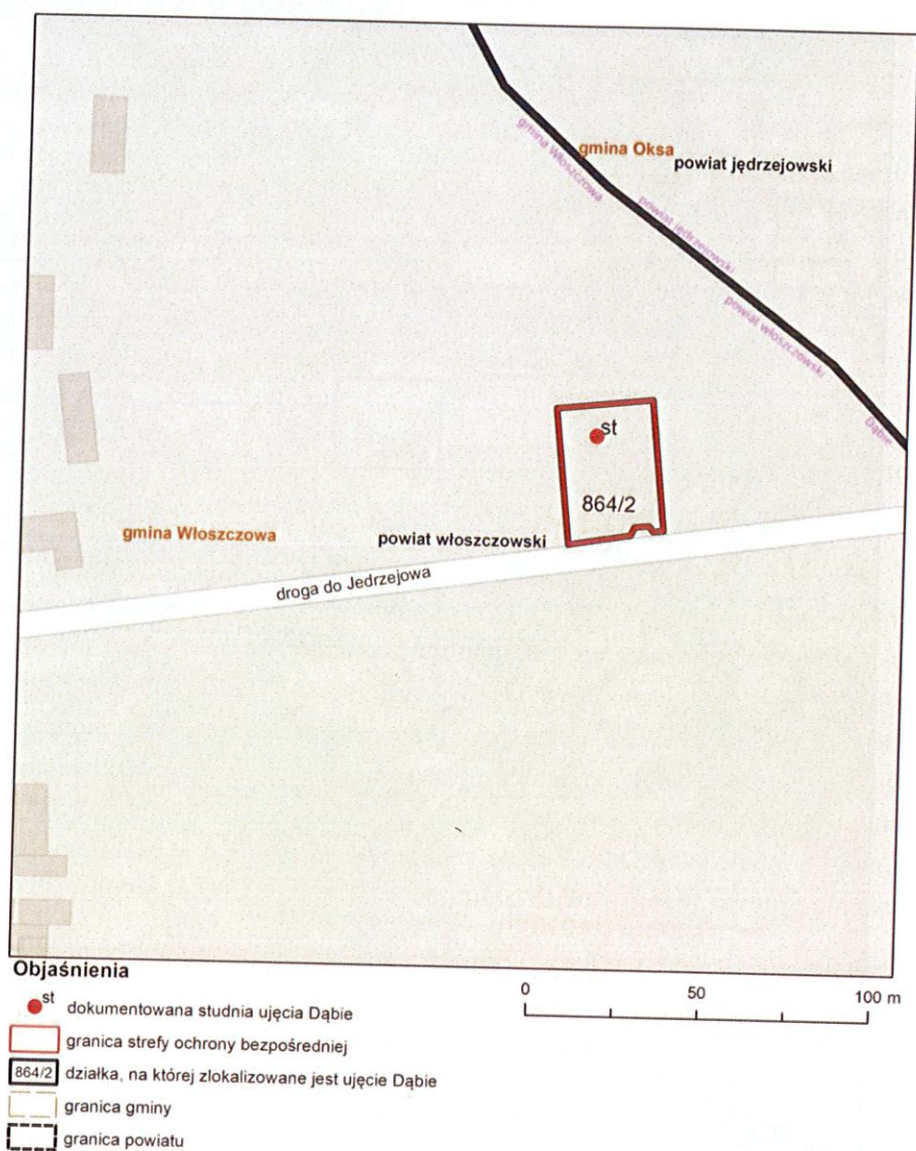 gmina Oksa
powiat jędrzejowski
gmina Włoszczowa
powiat jędrzejowski
powiat włoszczowski
Dąbie
st
864/2
gmina Włoszczowa
powiat włoszczowski
droga do Jedrzejowa
Objaśnienia
st dokumentowana studnia ujęcia Dąbie
granica strefy ochrony bezpośredniej
864/2 działka, na której zlokalizowane jest ujęcie Dąbie
granica gminy
granica powiatu
0 50 100 m